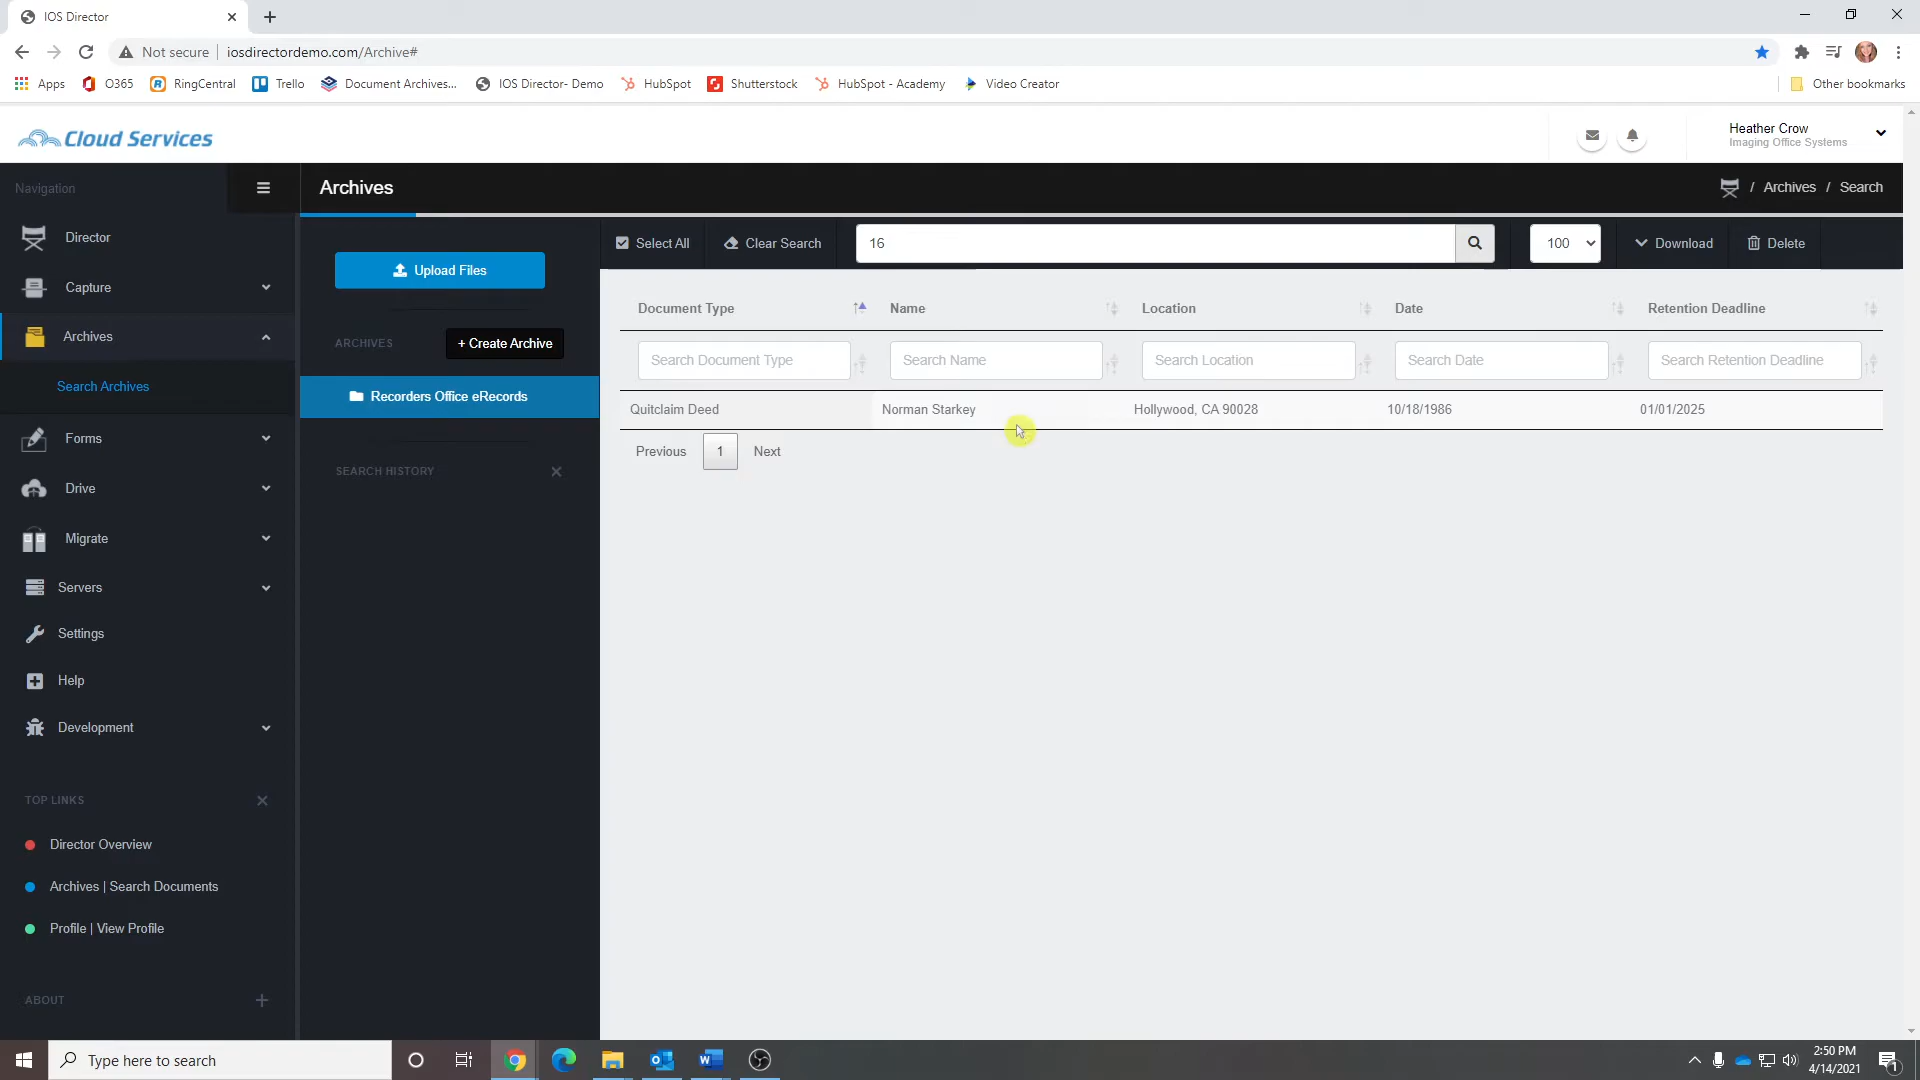 IOS Director
Not secure
iosdirectordemo.com/Archive#
Apps
O365
RingCentral
Trello
Document Archives...
IOS Director- Demo
HubSpot
Shutterstock
HubSpot - Academy
Video Creator
Other bookmarks
Cloud Services
Heather Crow
Imaging Office Systems
Navigation
Archives
/ Archives / Search
Director
Capture
Archives
Search Archives
Forms
Drive
Migrate
Servers
Settings
Help
Development
TOP LINKS
Director Overview
Archives | Search Documents
Profile | View Profile
ABOUT
Upload Files
ARCHIVES
+ Create Archive
Recorders Office eRecords
SEARCH HISTORY
Select All
Clear Search
16
100
Download
Delete
Document Type
Name
Location
Date
Retention Deadline
Search Document Type
Search Name
Search Location
Search Date
Search Retention Deadline
Quitclaim Deed
Norman Starkey
Hollywood, CA 90028
10/18/1986
01/01/2025
Previous
1
Next
Type here to search
2:50 PM
4/14/2021
1